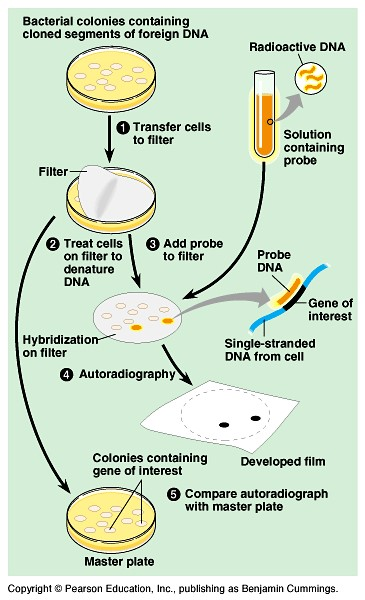 Bacterial colonies containing
cloned segments of foreign DNA
Radioactive DNA
1 Transfer cells
to filter
Solution
containing
probe
Filter
2 Treat cells
on filter to
denature
DNA
3 Add probe
to filter
Probe
DNA
Gene of
interest
Single-stranded
DNA from cell
Hybridization
on filter
4 Autoradiography
Developed film
Colonies containing
gene of interest
5 Compare autoradiograph
with master plate
Master plate
Copyright © Pearson Education, Inc., publishing as Benjamin Cummings.